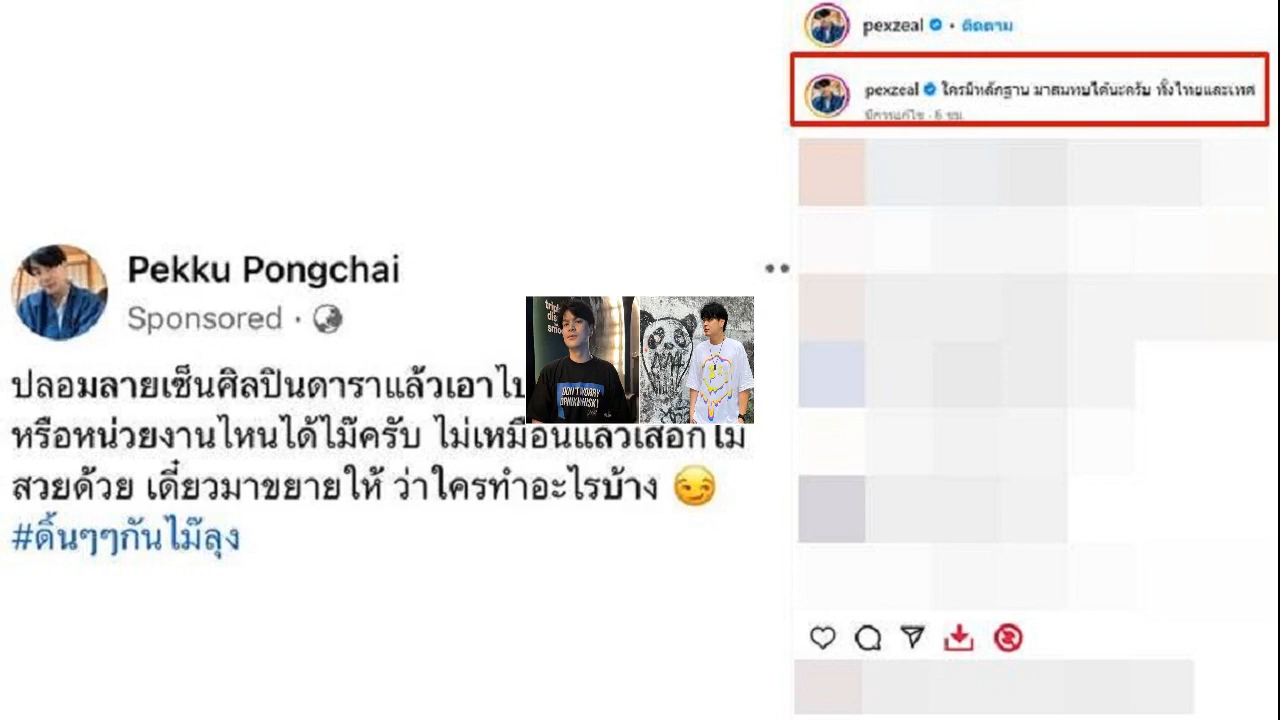 Pekku Pongchai
Sponsored ·
ปลอมลายเซ็นศิลปินดาราแล้วเอาไป
หรือหน่วยงานไหนได้ไม๊ครับ ไม่เหมือนแล้วเสือกไม่
สวยด้วย เดี๋ยวมาขยายให้ ว่าใครทำอะไรบ้าง 😏
#ดิ้นๆๆกันไม๊ลุง
DON'T WORRY
pexzeal • ติดตาม
pexzeal ใครมีหลักฐาน มาสมทบได้นะครับ ทั้งไทยและเทศ
มีการแก้ไข · 6 ชม.